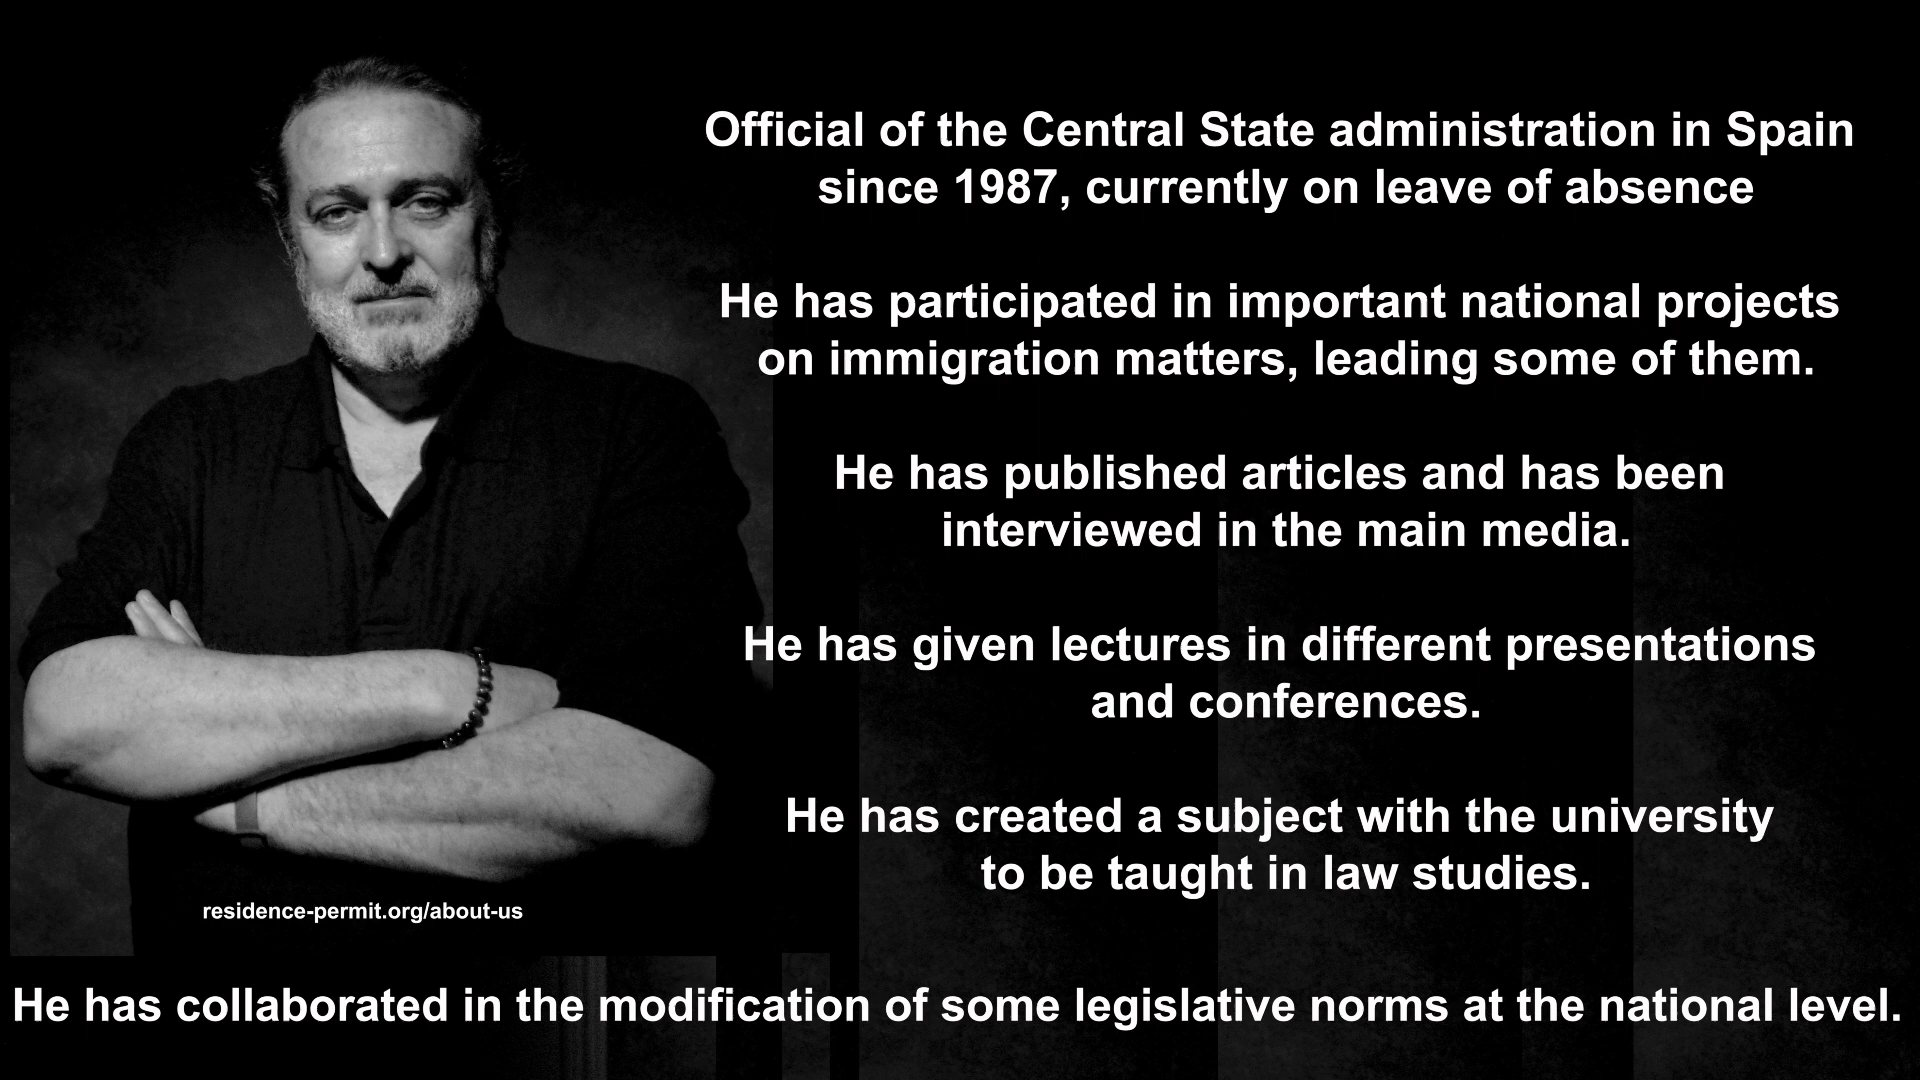 Official of the Central State administration in Spain
since 1987, currently on leave of absence
He has participated in important national projects
on immigration matters, leading some of them.
He has published articles and has been
interviewed in the main media.
He has given lectures in different presentations
and conferences.
He has created a subject with the university
to be taught in law studies.
residence-permit.org/about-us
He has collaborated in the modification of some legislative norms at the national level.